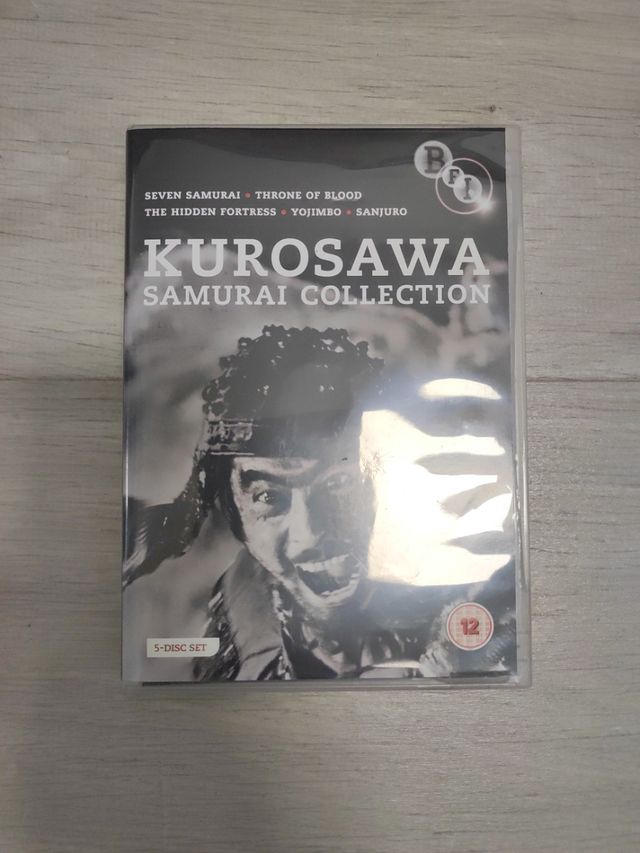 BFI
SEVEN SAMURAI • THRONE OF BLOOD
THE HIDDEN FORTRESS • YOJIMBO • SANJURO
KUROSAWA
SAMURAI COLLECTION
12
5-DISC SET